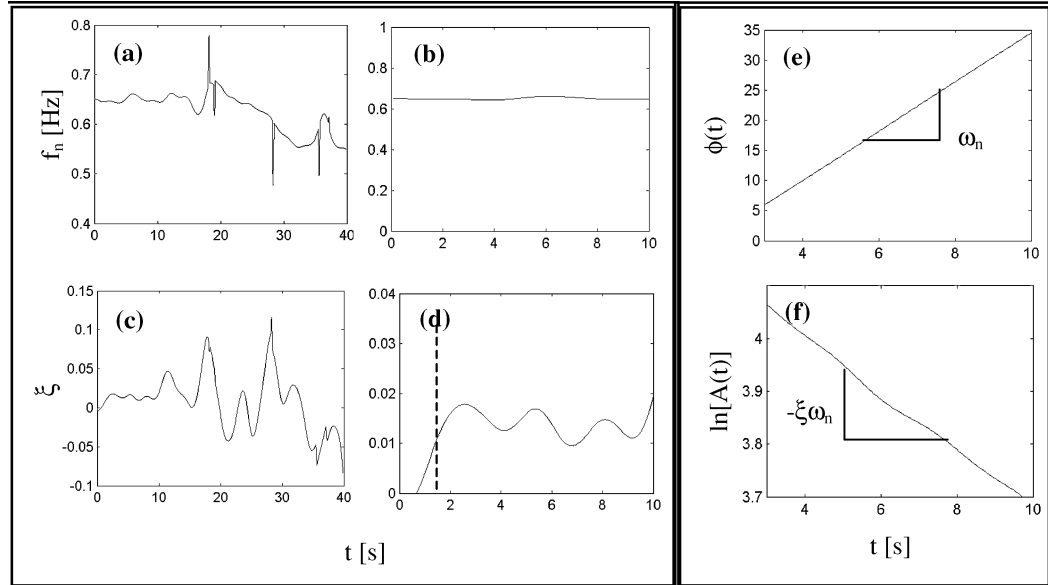 (a)
f_n [Hz]
0.8
0.7
0.6
0.5
0.4
0 10 20 30 40
(b)
1
0.8
0.6
0.4
0.2
0
0 2 4 6 8 10
(c)
ξ
0.15
0.1
0.05
0
-0.05
-0.1
0 10 20 30 40
(d)
0.04
0.03
0.02
0.01
0
0 2 4 6 8 10
t [s]
(e)
ϕ(t)
35
30
25
20
15
10
5
0
ω_n
4 6 8 10
(f)
ln[A(t)]
4
3.9
3.8
3.7
-ξω_n
4 6 8 10
t [s]